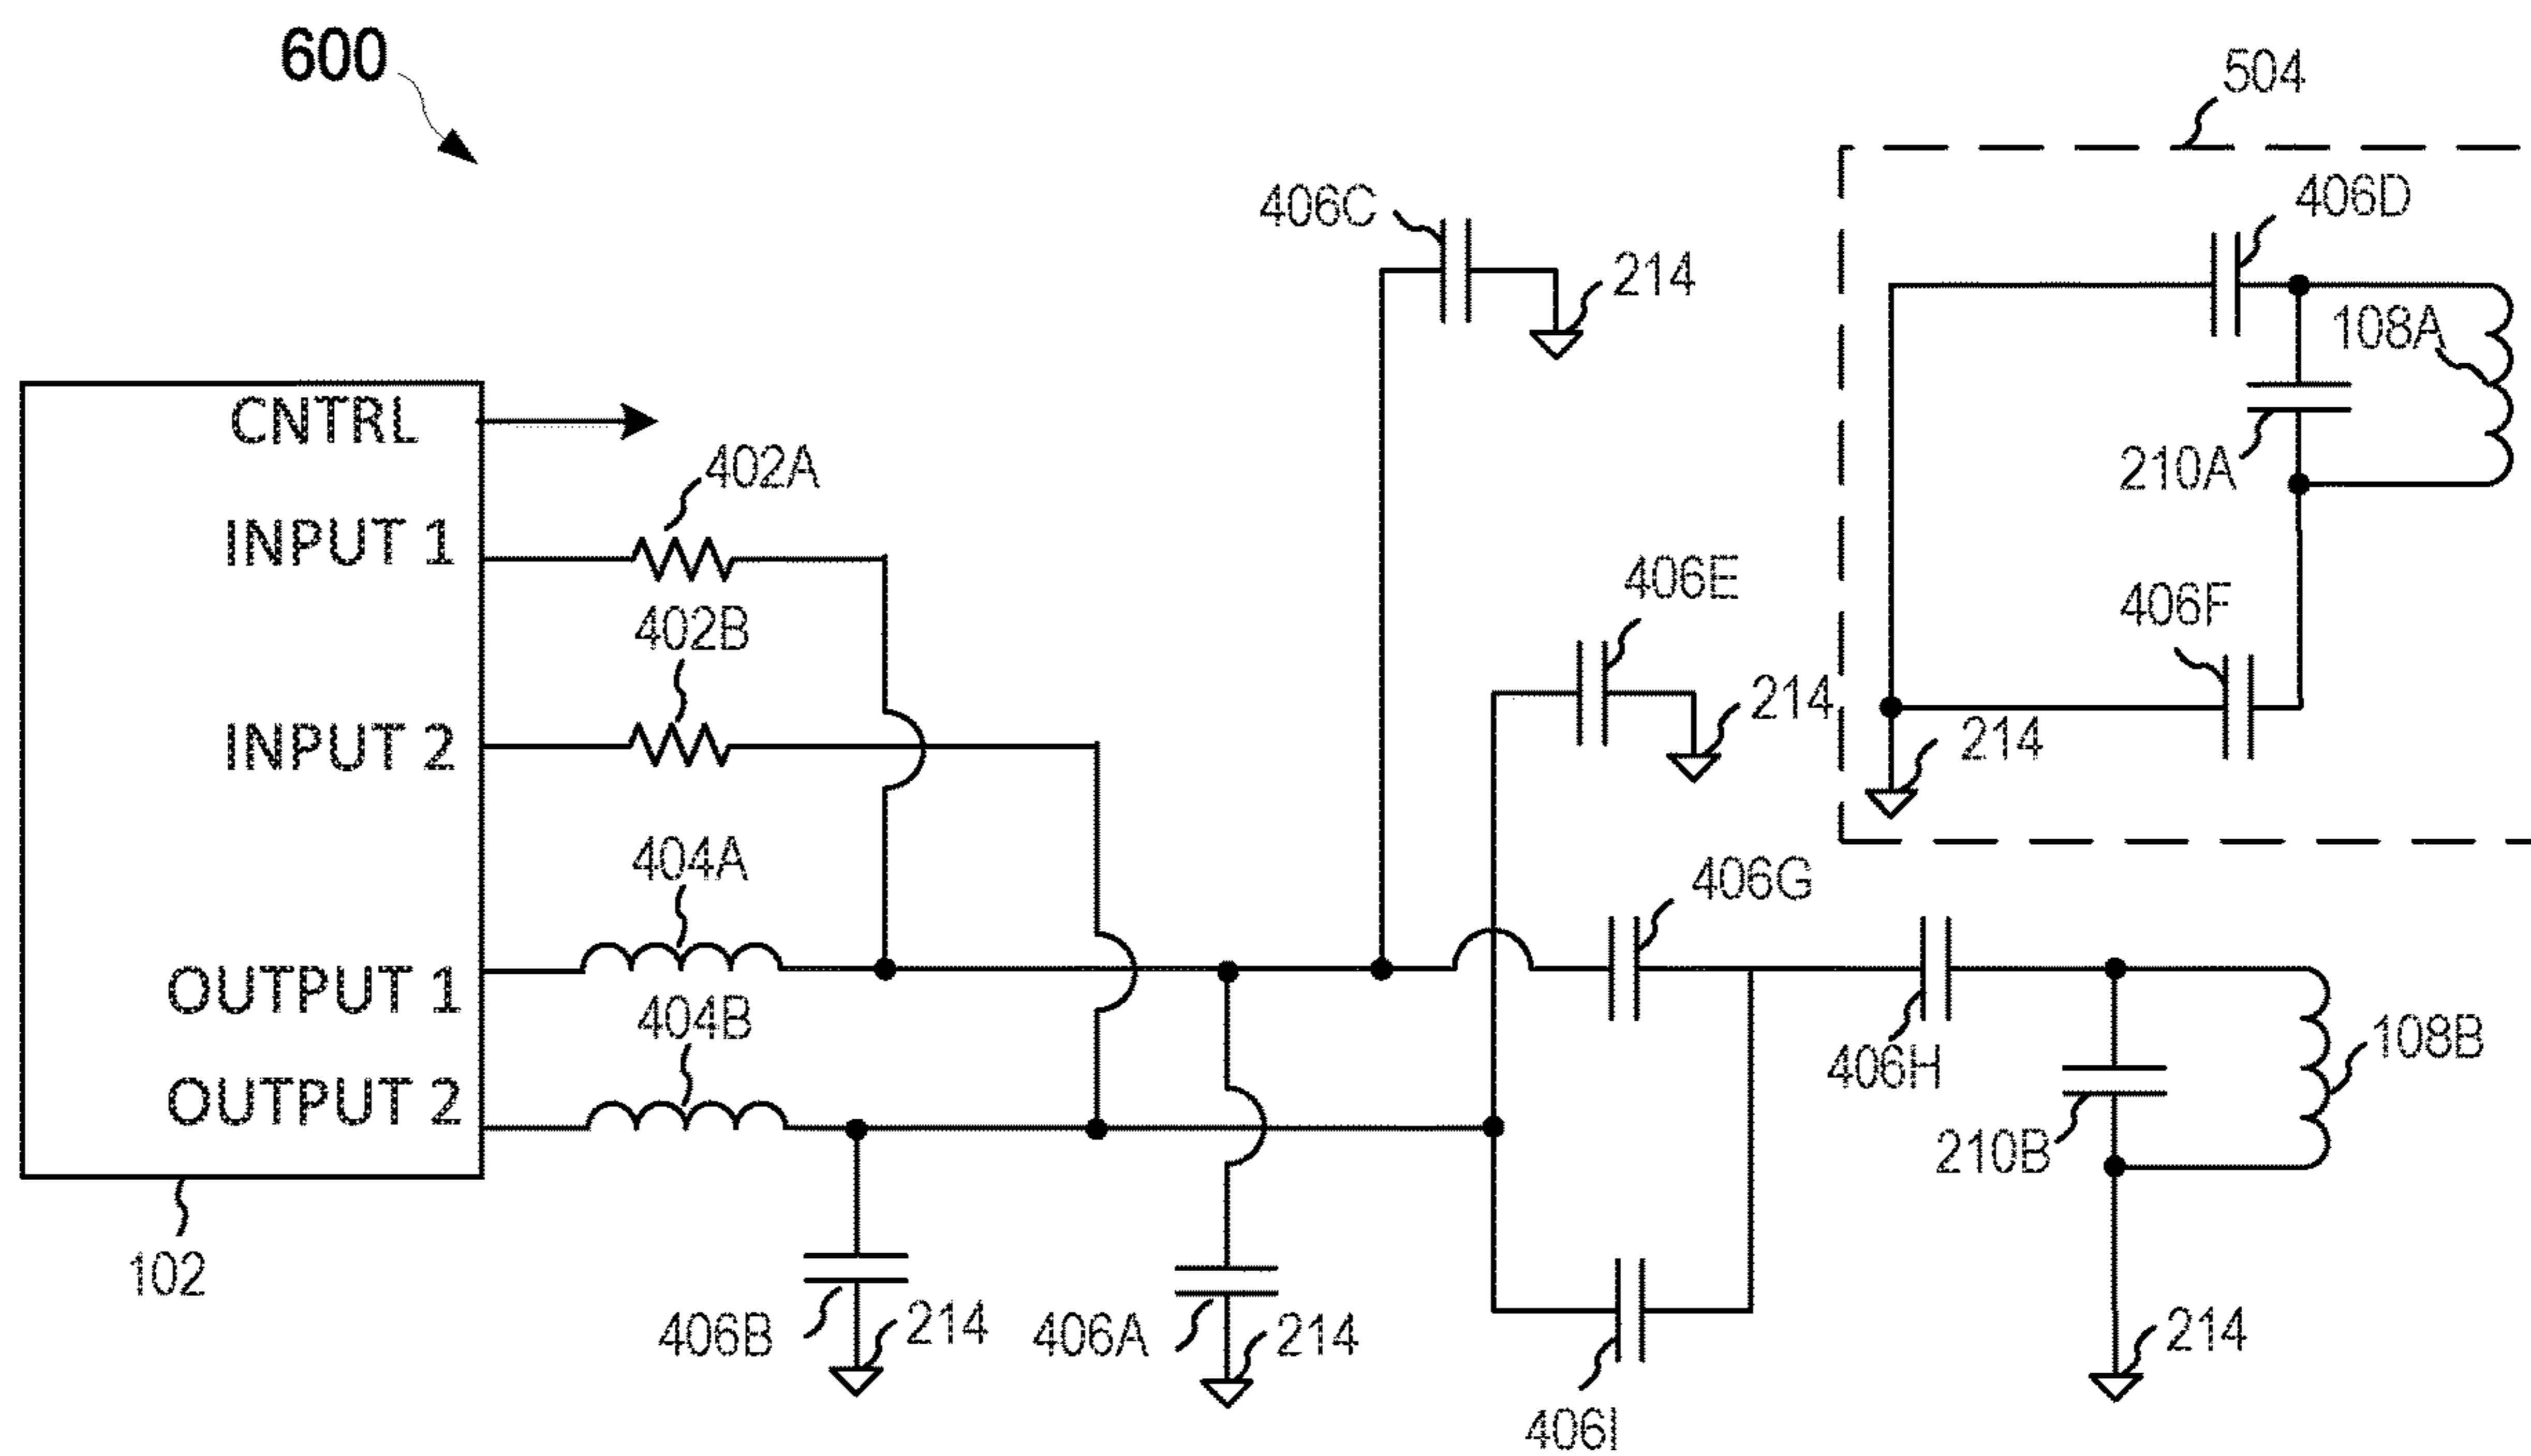 600
504
406D
406C
214
108A
CNTRL
402A
210A
INPUT 1
406E
406F
402B
INPUT 2
214
214
404A
406G
OUTPUT 1
404B
406H
108B
OUTPUT 2
210B
102
406B
214
406A
214
214
406I